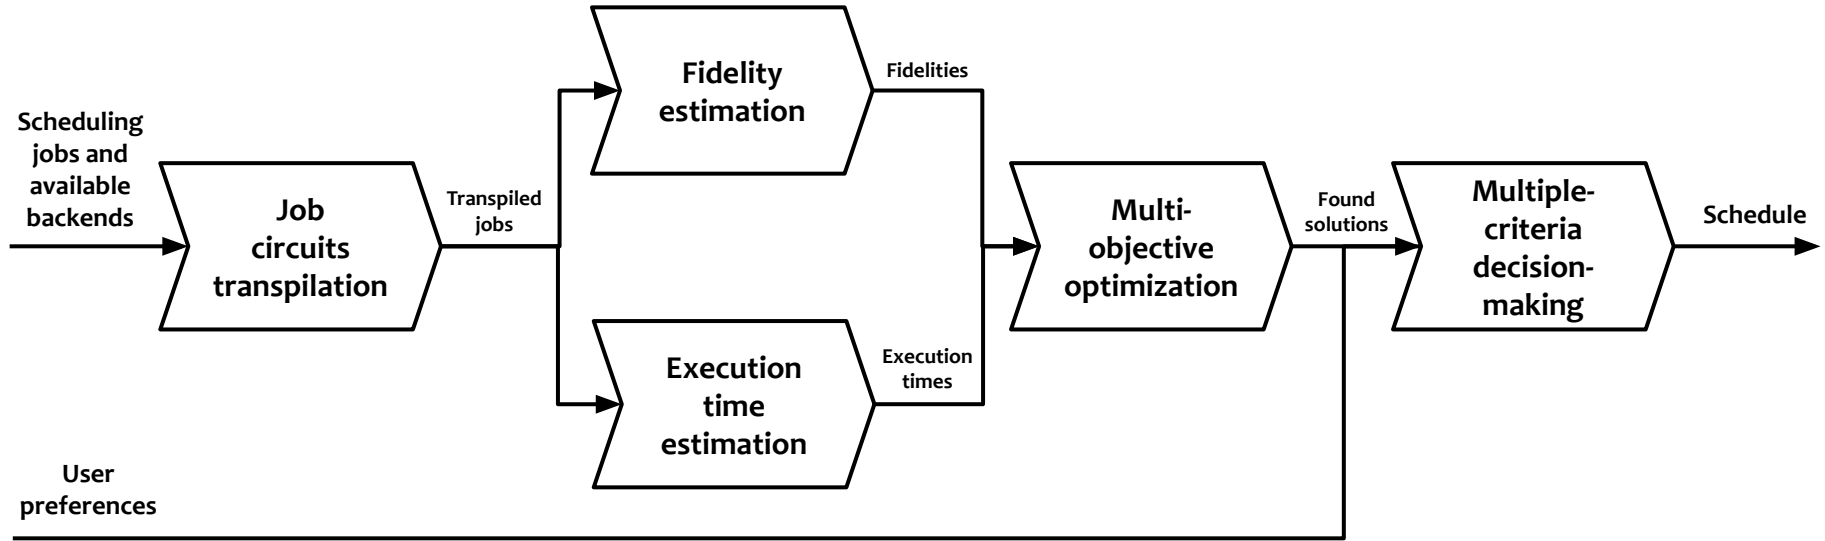 Scheduling
jobs and
available
backends
Job
circuits
transpilation
Transpiled
jobs
Fidelity
estimation
Fidelities
Execution
time
estimation
Execution
times
Multi-
objective
optimization
Found
solutions
Multiple-
criteria
decision-
making
Schedule
User
preferences